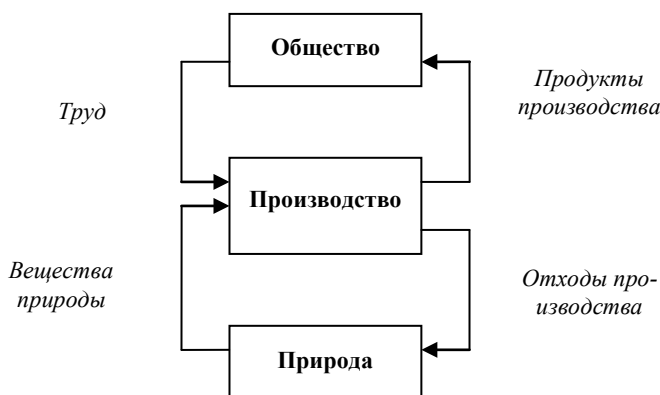 Общество
Продукты
производства
Труд
Производство
Вещества
природы
Отходы про-
изводства
Природа